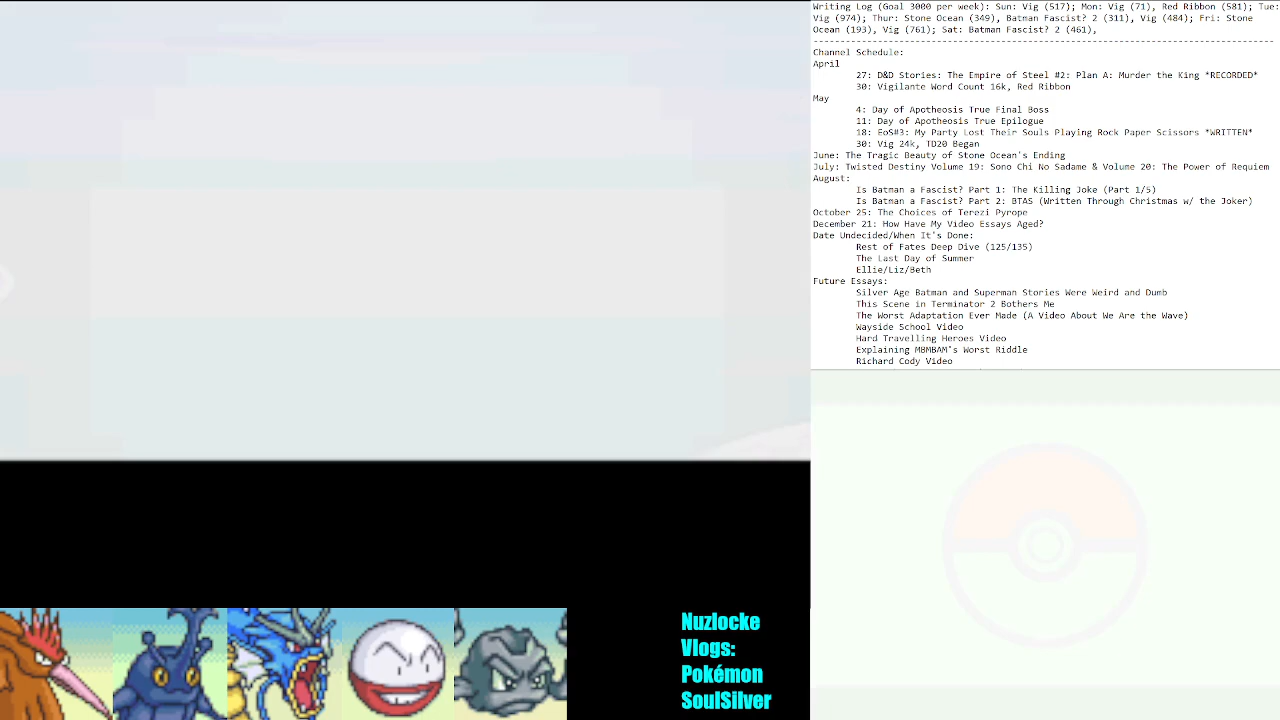 Writing Log (Goal 3000 per week): Sun: Vig (517); Mon: Vig (71), Red Ribbon (581); Tue:
Vig (974); Thur: Stone Ocean (349), Batman Fascist? 2 (311), Vig (484); Fri: Stone
Ocean (193), Vig (761); Sat: Batman Fascist? 2 (461),
Channel Schedule:
April
27: D&D Stories: The Empire of Steel #2: Plan A: Murder the King *RECORDED*
30: Vigilante Word Count 16k, Red Ribbon
May
4: Day of Apotheosis True Final Boss
11: Day of Apotheosis True Epilogue
18: EoS#3: My Party Lost Their Souls Playing Rock Paper Scissors *WRITTEN*
30: Vig 24k, TD20 Began
June: The Tragic Beauty of Stone Ocean's Ending
July: Twisted Destiny Volume 19: Sono Chi No Sadame & Volume 20: The Power of Requiem
August:
Is Batman a Fascist? Part 1: The Killing Joke (Part 1/5)
Is Batman a Fascist? Part 2: BTAS (Written Through Christmas w/ the Joker)
October 25: The Choices of Terezi Pyrope
December 21: How Have My Video Essays Aged?
Date Undecided/When It's Done:
Rest of Fates Deep Dive (125/135)
The Last Day of Summer
Ellie/Liz/Beth
Future Essays:
Silver Age Batman and Superman Stories Were Weird and Dumb
This Scene in Terminator 2 Bothers Me
The Worst Adaptation Ever Made (A Video About We Are the Wave)
Wayside School Video
Hard Travelling Heroes Video
Explaining MBMBAM's Worst Riddle
Richard Cody Video
Nuzlocke
Vlogs:
Pokémon
SoulSilver